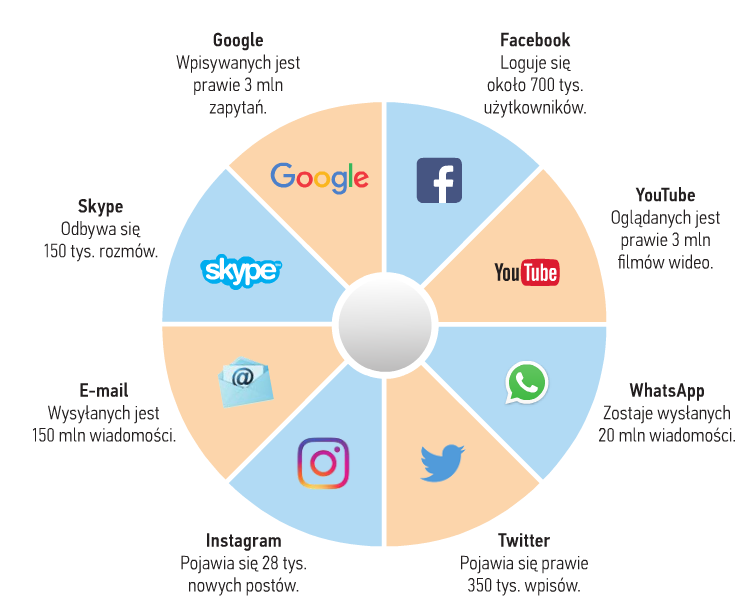 Google
Wpisywanych jest
prawie 3 mln
zapytań.
Facebook
Loguje się
około 700 tys.
użytkowników.
YouTube
Oglądanych jest
prawie 3 mln
filmów wideo.
WhatsApp
Zostaje wysłanych
20 mln wiadomości.
Twitter
Pojawia się prawie
350 tys. wpisów.
Instagram
Pojawia się 28 tys.
nowych postów.
E-mail
Wysyłanych jest
150 mln wiadomości.
Skype
Odbywa się
150 tys. rozmów.
Google
f
YouTube
@
skype